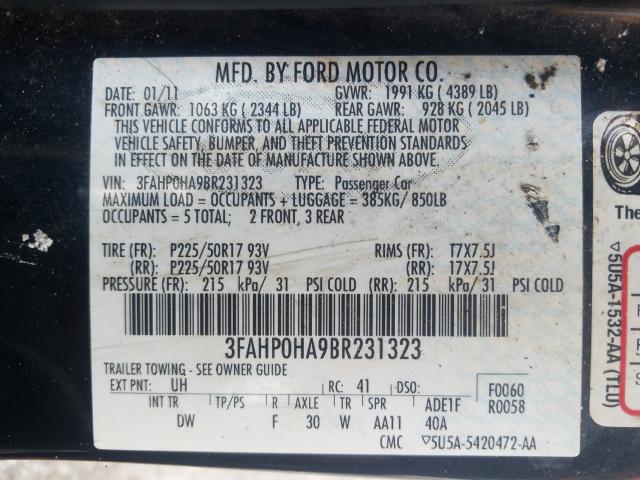 MFD. BY FORD MOTOR CO.
DATE: 01/11 GVWR: 1991 KG ( 4389 LB)
FRONT GAWR: 1063 KG ( 2344 LB) REAR GAWR: 928 KG ( 2045 LB)
THIS VEHICLE CONFORMS TO ALL APPLICABLE FEDERAL MOTOR
VEHICLE SAFETY, BUMPER, AND THEFT PREVENTION STANDARDS
IN EFFECT ON THE DATE OF MANUFACTURE SHOWN ABOVE.
VIN: 3FAHP0HA9BR231323 TYPE: Passenger Car
MAXIMUM LOAD = OCCUPANTS + LUGGAGE = 385KG/ 850LB
OCCUPANTS = 5 TOTAL; 2 FRONT, 3 REAR
TIRE (FR): P225/50R17 93V RIMS (FR): 17X7.5J
(RR): P225/50R17 93V (RR): 17X7.5J
PRESSURE (FR): 215 kPa/ 31 PSI COLD (RR): 215 kPa/ 31 PSI COLD
3FAHP0HA9BR231323
TRAILER TOWING - SEE OWNER GUIDE
EXT PNT: UH RC: 41 DSO: F0060
INT TR TP/PS R AXLE TR SPR ADE1F R0058
DW F 30 W AA11 40A
CMC ▽5U5A-5420472-AA
The
▽5U5A-1532-AA (TLU)